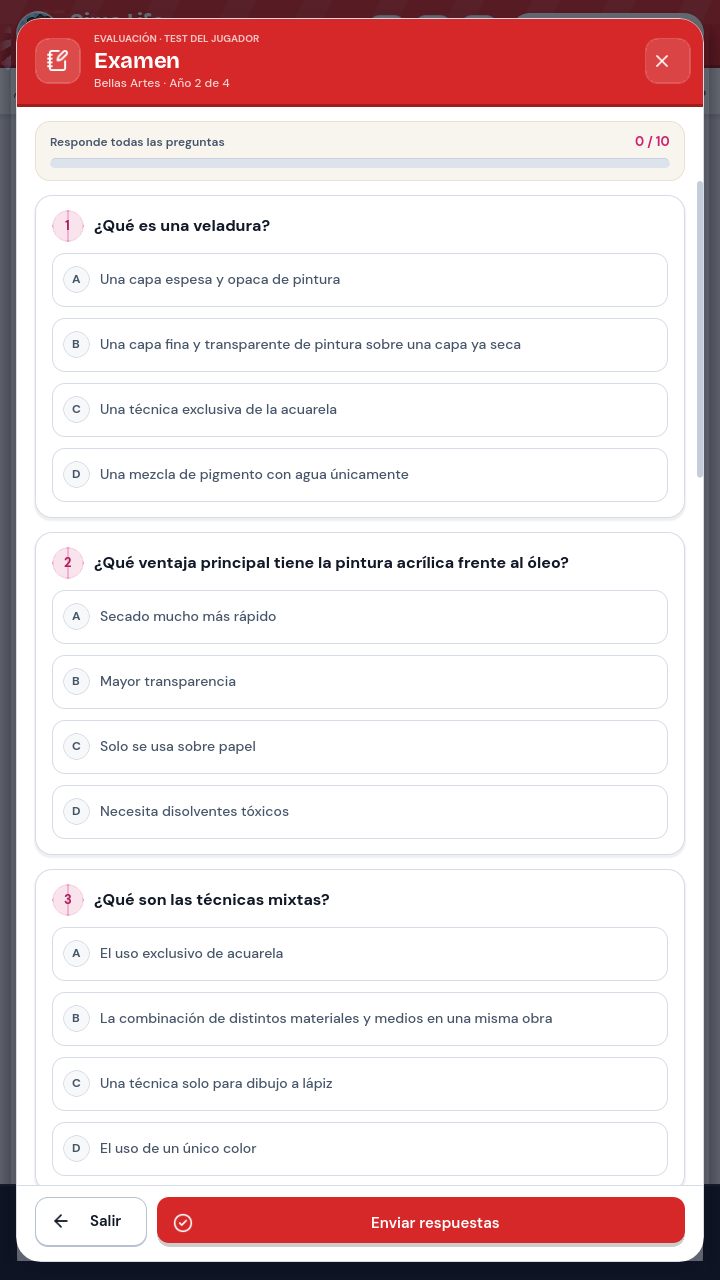 EVALUACIÓN · TEST DEL JUGADOR
Examen
Bellas Artes · Año 2 de 4
Responde todas las preguntas
0 / 10
1
¿Qué es una veladura?
A Una capa espesa y opaca de pintura
B Una capa fina y transparente de pintura sobre una capa ya seca
C Una técnica exclusiva de la acuarela
D Una mezcla de pigmento con agua únicamente
2
¿Qué ventaja principal tiene la pintura acrílica frente al óleo?
A Secado mucho más rápido
B Mayor transparencia
C Solo se usa sobre papel
D Necesita disolventes tóxicos
3
¿Qué son las técnicas mixtas?
A El uso exclusivo de acuarela
B La combinación de distintos materiales y medios en una misma obra
C Una técnica solo para dibujo a lápiz
D El uso de un único color
Salir
Enviar respuestas